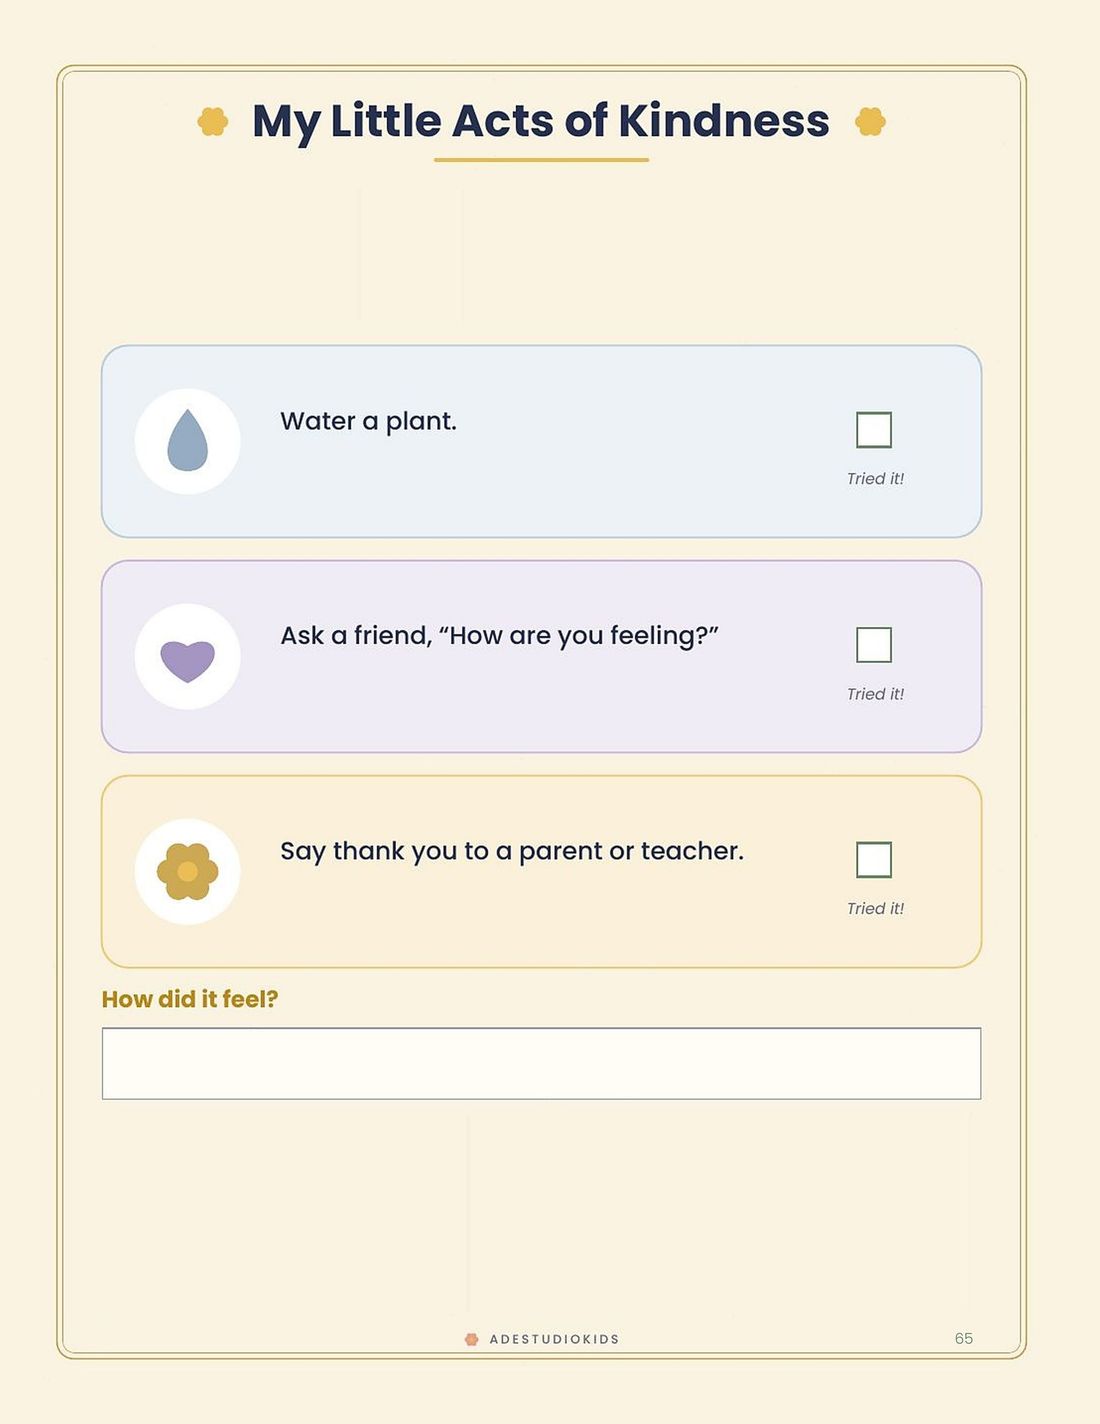 My Little Acts of Kindness
Water a plant.
Tried it!
Ask a friend, “How are you feeling?”
Tried it!
Say thank you to a parent or teacher.
Tried it!
How did it feel?
ADESTUDIOKIDS
65